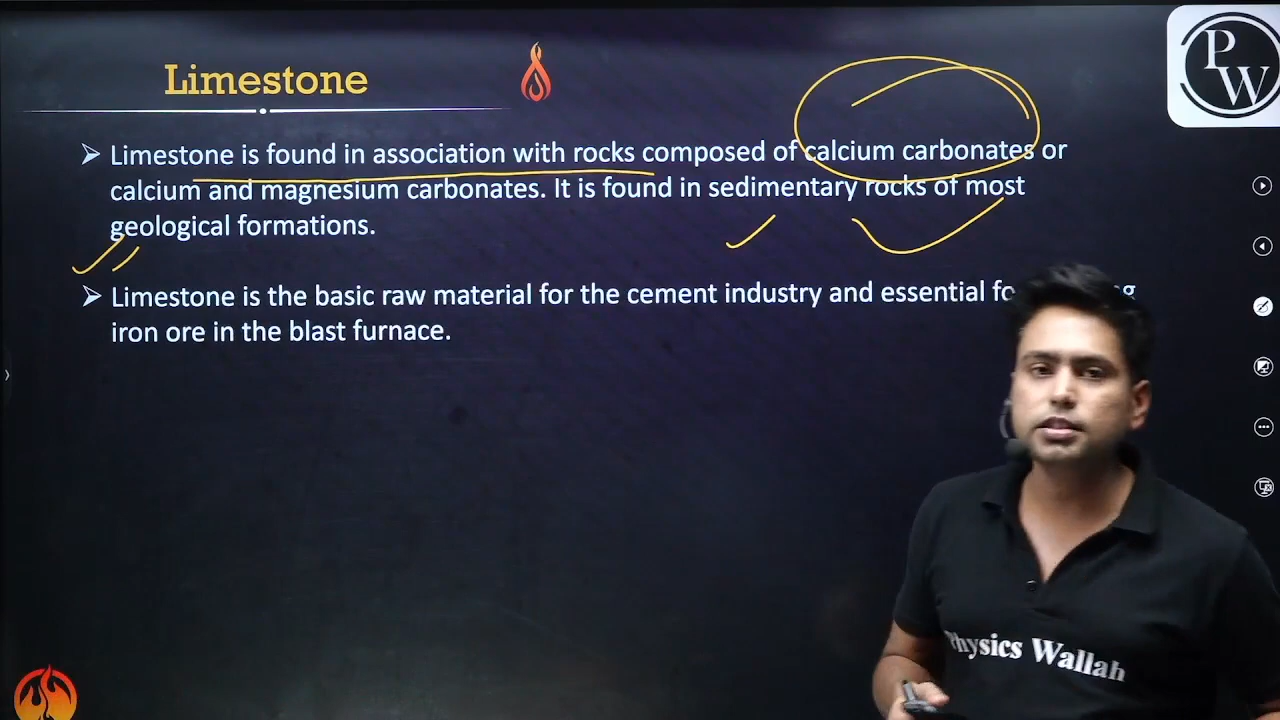 Limestone
PW
➢ Limestone is found in association with rocks composed of calcium carbonates or
calcium and magnesium carbonates. It is found in sedimentary rocks of most
geological formations.
➢ Limestone is the basic raw material for the cement industry and essential
iron ore in the blast furnace.
Physics Wallah